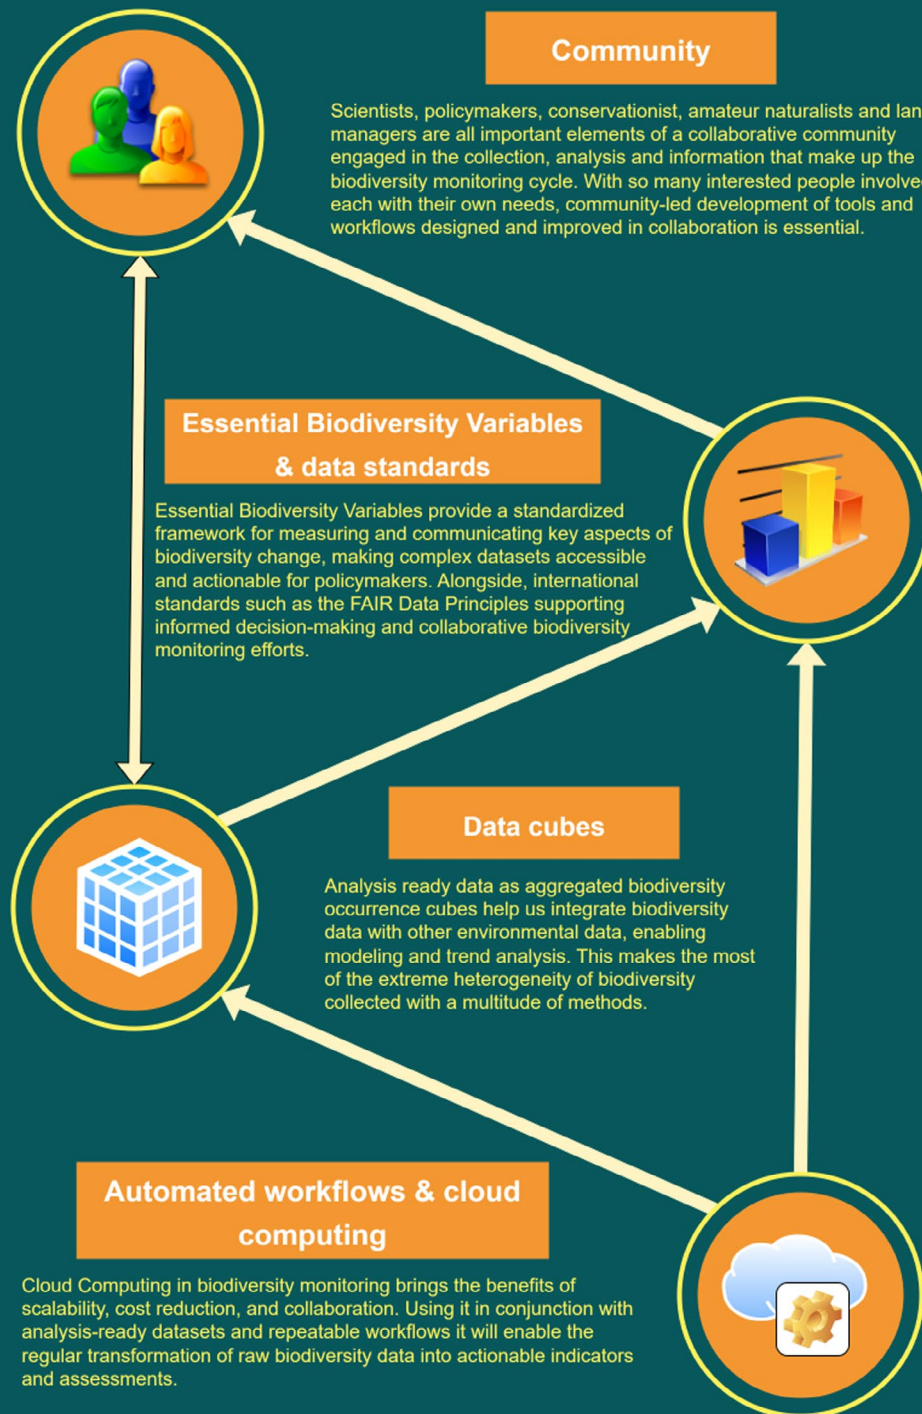 Community
Scientists, policymakers, conservationist, amateur naturalists and lan
managers are all important elements of a collaborative community
engaged in the collection, analysis and information that make up the
biodiversity monitoring cycle. With so many interested people involve
each with their own needs, community-led development of tools and
workflows designed and improved in collaboration is essential.
Essential Biodiversity Variables
& data standards
Essential Biodiversity Variables provide a standardized
framework for measuring and communicating key aspects of
biodiversity change, making complex datasets accessible
and actionable for policymakers. Alongside, international
standards such as the FAIR Data Principles supporting
informed decision-making and collaborative biodiversity
monitoring efforts.
Data cubes
Analysis ready data as aggregated biodiversity
occurrence cubes help us integrate biodiversity
data with other environmental data, enabling
modeling and trend analysis. This makes the most
of the extreme heterogeneity of biodiversity
collected with a multitude of methods.
Automated workflows & cloud
computing
Cloud Computing in biodiversity monitoring brings the benefits of
scalability, cost reduction, and collaboration. Using it in conjunction with
analysis-ready datasets and repeatable workflows it will enable the
regular transformation of raw biodiversity data into actionable indicators
and assessments.